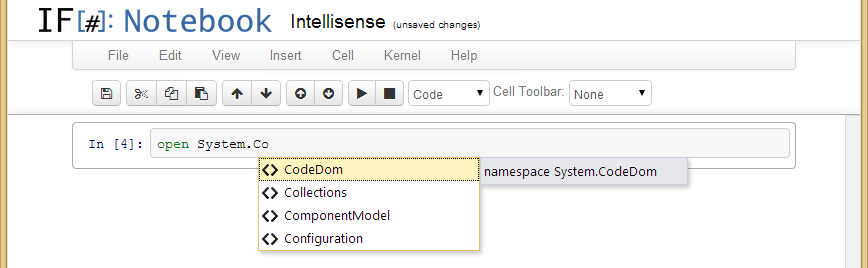 IF[#]: Notebook Intellisense (unsaved changes)
File Edit View Insert Cell Kernel Help
Code Cell Toolbar: None
In [4]: open System.Co
CodeDom namespace System.CodeDom
Collections
ComponentModel
Configuration